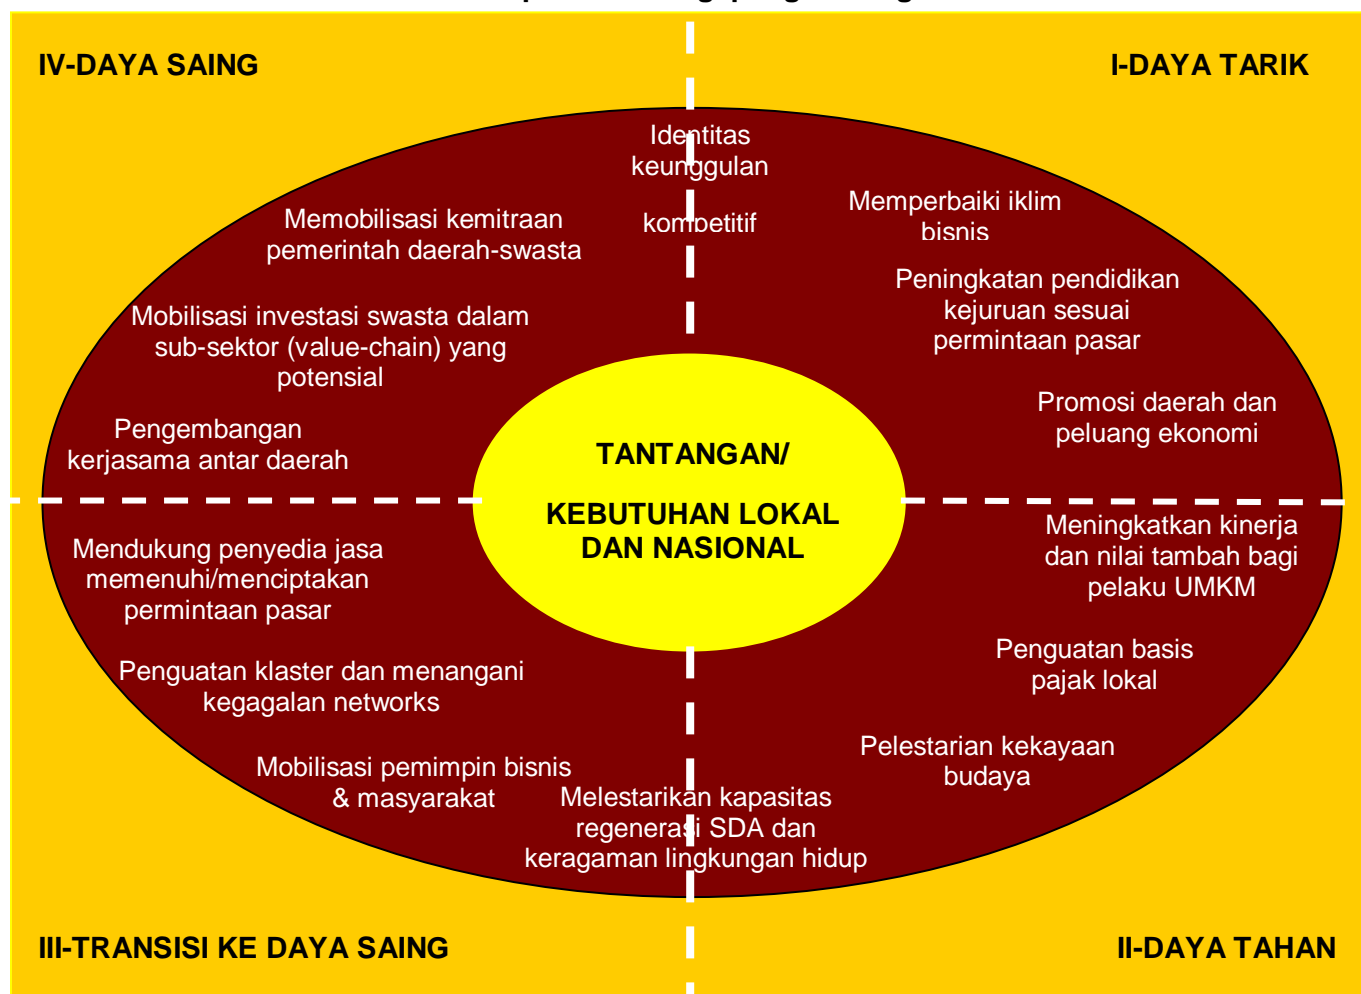 IV-DAYA SAING
I-DAYA TARIK
Identitas
keunggulan
kompetitif
Memperbaiki iklim
bisnis
Memobilisasi kemitraan
pemerintah daerah-swasta
Peningkatan pendidikan
kejuruan sesuai
permintaan pasar
Mobilisasi investasi swasta dalam
sub-sektor (value-chain) yang
potensial
Promosi daerah dan
peluang ekonomi
Pengembangan
kerjasama antar daerah
TANTANGAN/
KEBUTUHAN LOKAL
DAN NASIONAL
Meningkatkan kinerja
dan nilai tambah bagi
pelaku UMKM
Mendukung penyedia jasa
memenuhi/menciptakan
permintaan pasar
Penguatan basis
pajak lokal
Penguatan klaster dan menangani
kegagalan networks
Pelestarian kekayaan
budaya
Mobilisasi pemimpin bisnis
& masyarakat
Melestarikan kapasitas
regenerasi SDA dan
keragaman lingkungan hidup
III-TRANSISI KE DAYA SAING
II-DAYA TAHAN